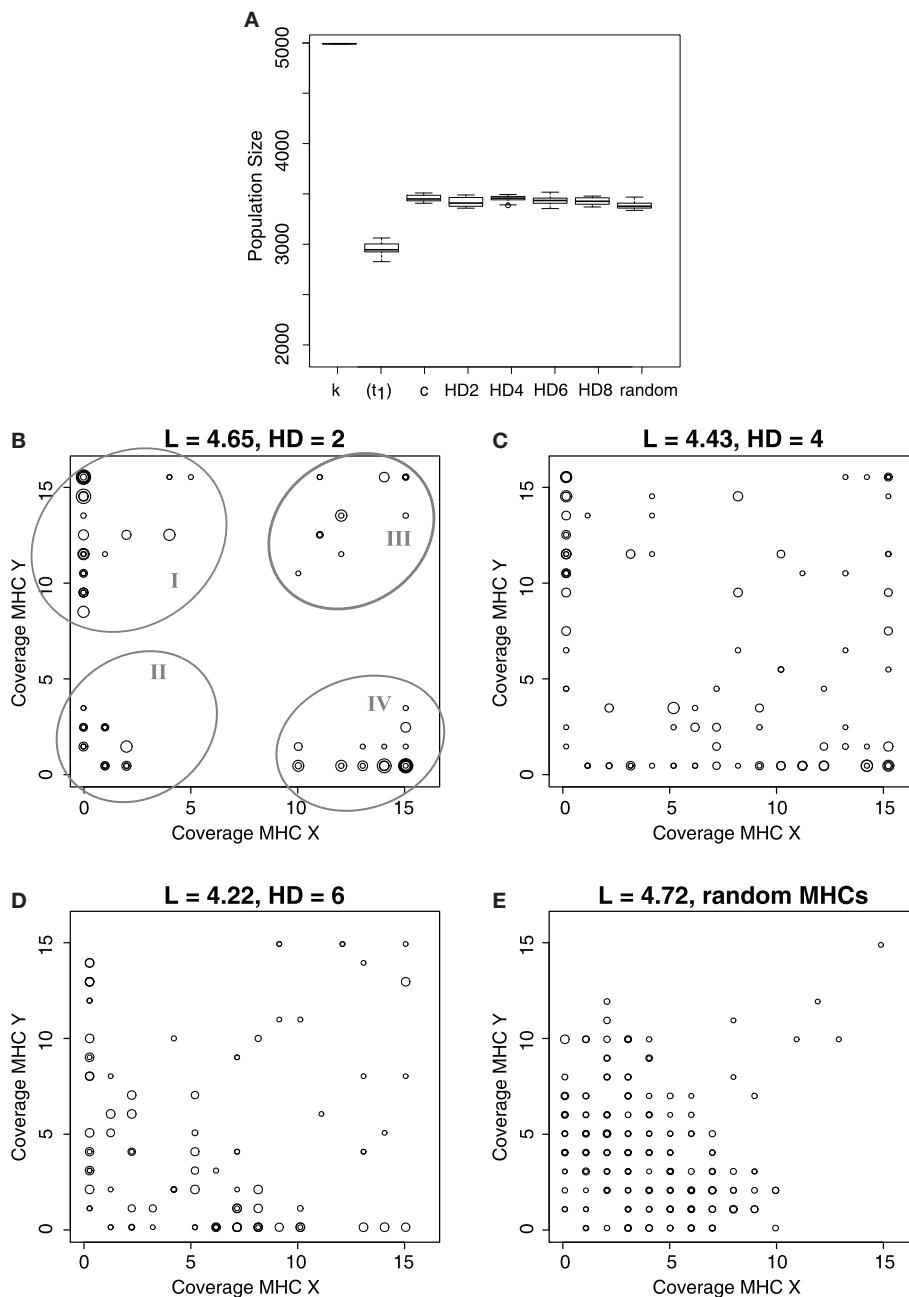 A
Population Size
5000
4000
3000
2000
k (t1) c HD2 HD4 HD6 HD8 random
B
L = 4.65, HD = 2
Coverage MHC Y
15
10
5
0
I
II
III
IV
0 5 10 15
Coverage MHC X
C
L = 4.43, HD = 4
Coverage MHC Y
15
10
5
0
0 5 10 15
Coverage MHC X
D
L = 4.22, HD = 6
Coverage MHC Y
15
10
5
0
0 5 10 15
Coverage MHC X
E
L = 4.72, random MHCs
Coverage MHC Y
15
10
5
0
0 5 10 15
Coverage MHC X